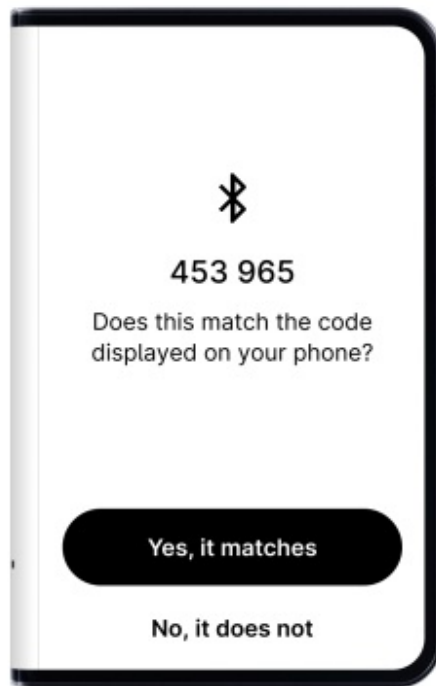 453 965
Does this match the code
displayed on your phone?
Yes, it matches
No, it does not